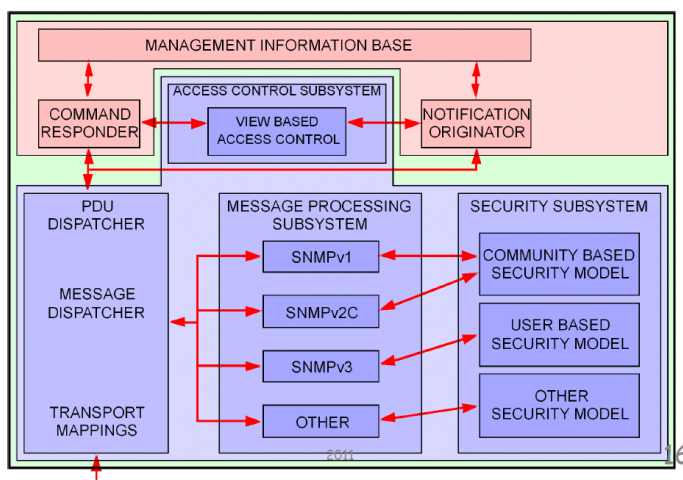 MANAGEMENT INFORMATION BASE
ACCESS CONTROL SUBSYSTEM
COMMAND
RESPONDER
VIEW BASED
ACCESS CONTROL
NOTIFICATION
ORIGINATOR
PDU
DISPATCHER
MESSAGE
DISPATCHER
TRANSPORT
MAPPINGS
MESSAGE PROCESSING
SUBSYSTEM
SNMPv1
SNMPv2C
SNMPv3
OTHER
SECURITY SUBSYSTEM
COMMUNITY BASED
SECURITY MODEL
USER BASED
SECURITY MODEL
OTHER
SECURITY MODEL
2011
16